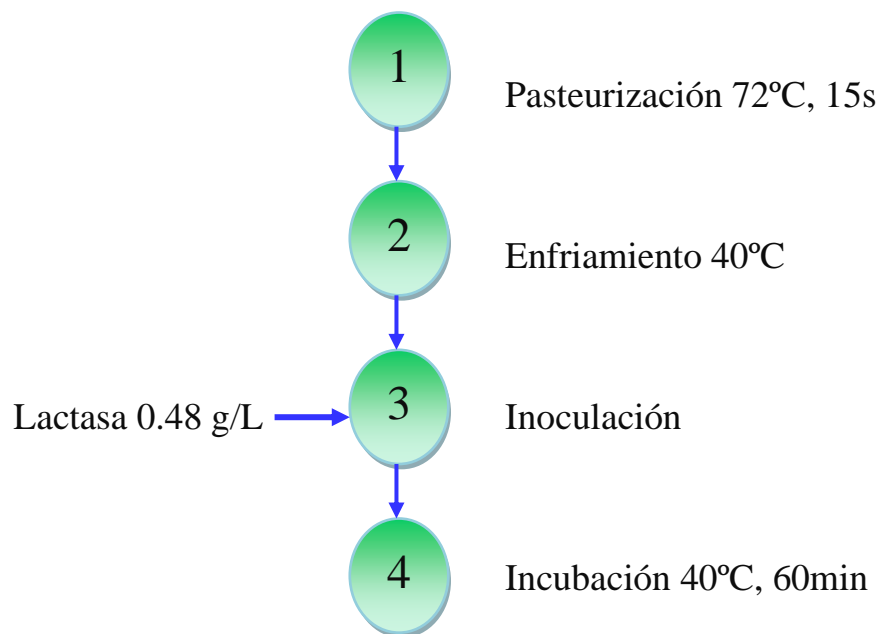 1
Pasteurización 72ºC, 15s
2
Enfriamiento 40ºC
Lactasa 0.48 g/L
3
Inoculación
4
Incubación 40ºC, 60min